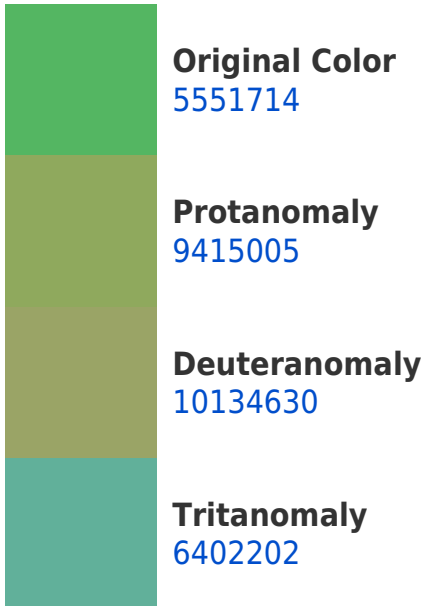 Original Color
5551714
Protanomaly
9415005
Deuteranomaly
10134630
Tritanomaly
6402202